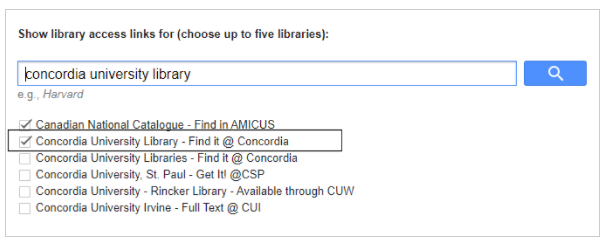 Show library access links for (choose up to five libraries):
concordia university library
e.g., Harvard
Canadian National Catalogue - Find in AMICUS
Concordia University Library - Find it @ Concordia
Concordia University Libraries - Find it @ Concordia
Concordia University, St. Paul - Get It! @CSP
Concordia University - Rincker Library - Available through CUW
Concordia University Irvine - Full Text @ CUI